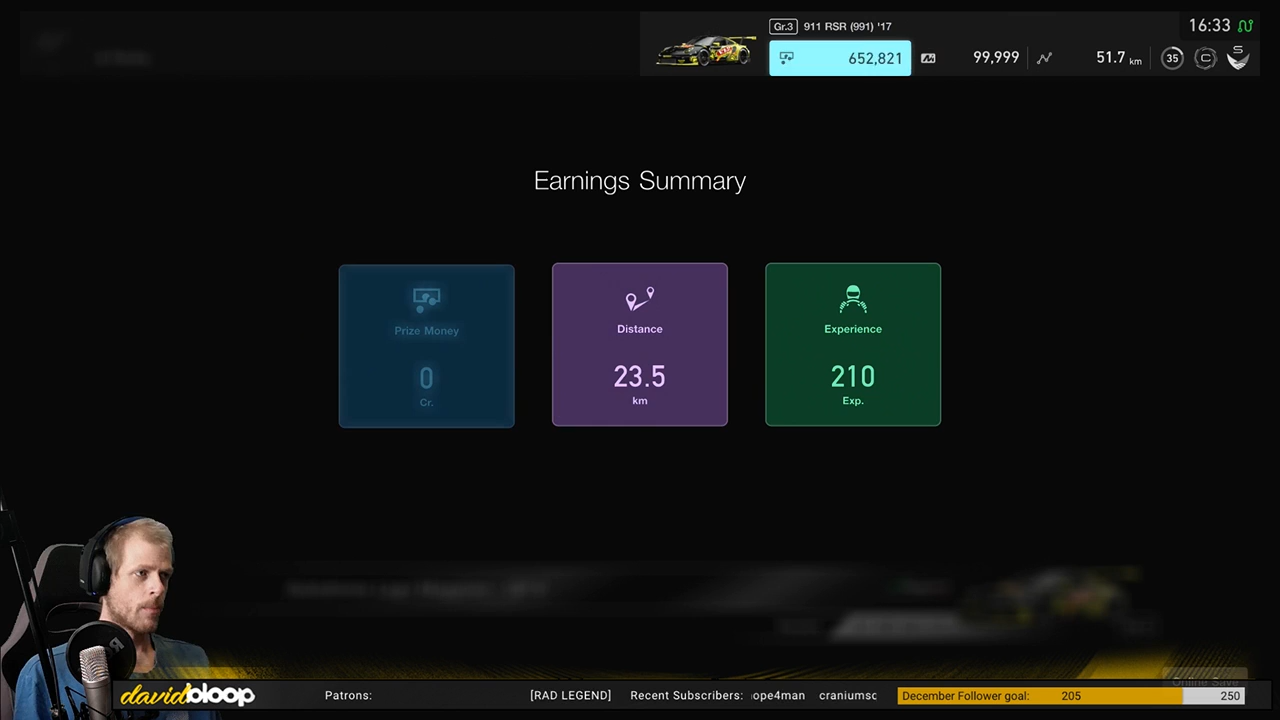 Gr.3 911 RSR (991) '17
16:33
652,821
99,999
51.7 km
35
C
S
Earnings Summary
Prize Money
0
Cr.
Distance
23.5
km
Experience
210
Exp.
Online Save
davidbloop
Patrons:
[RAD LEGEND]
Recent Subscribers:
ope4man
craniumsc
December Follower goal:
205
250